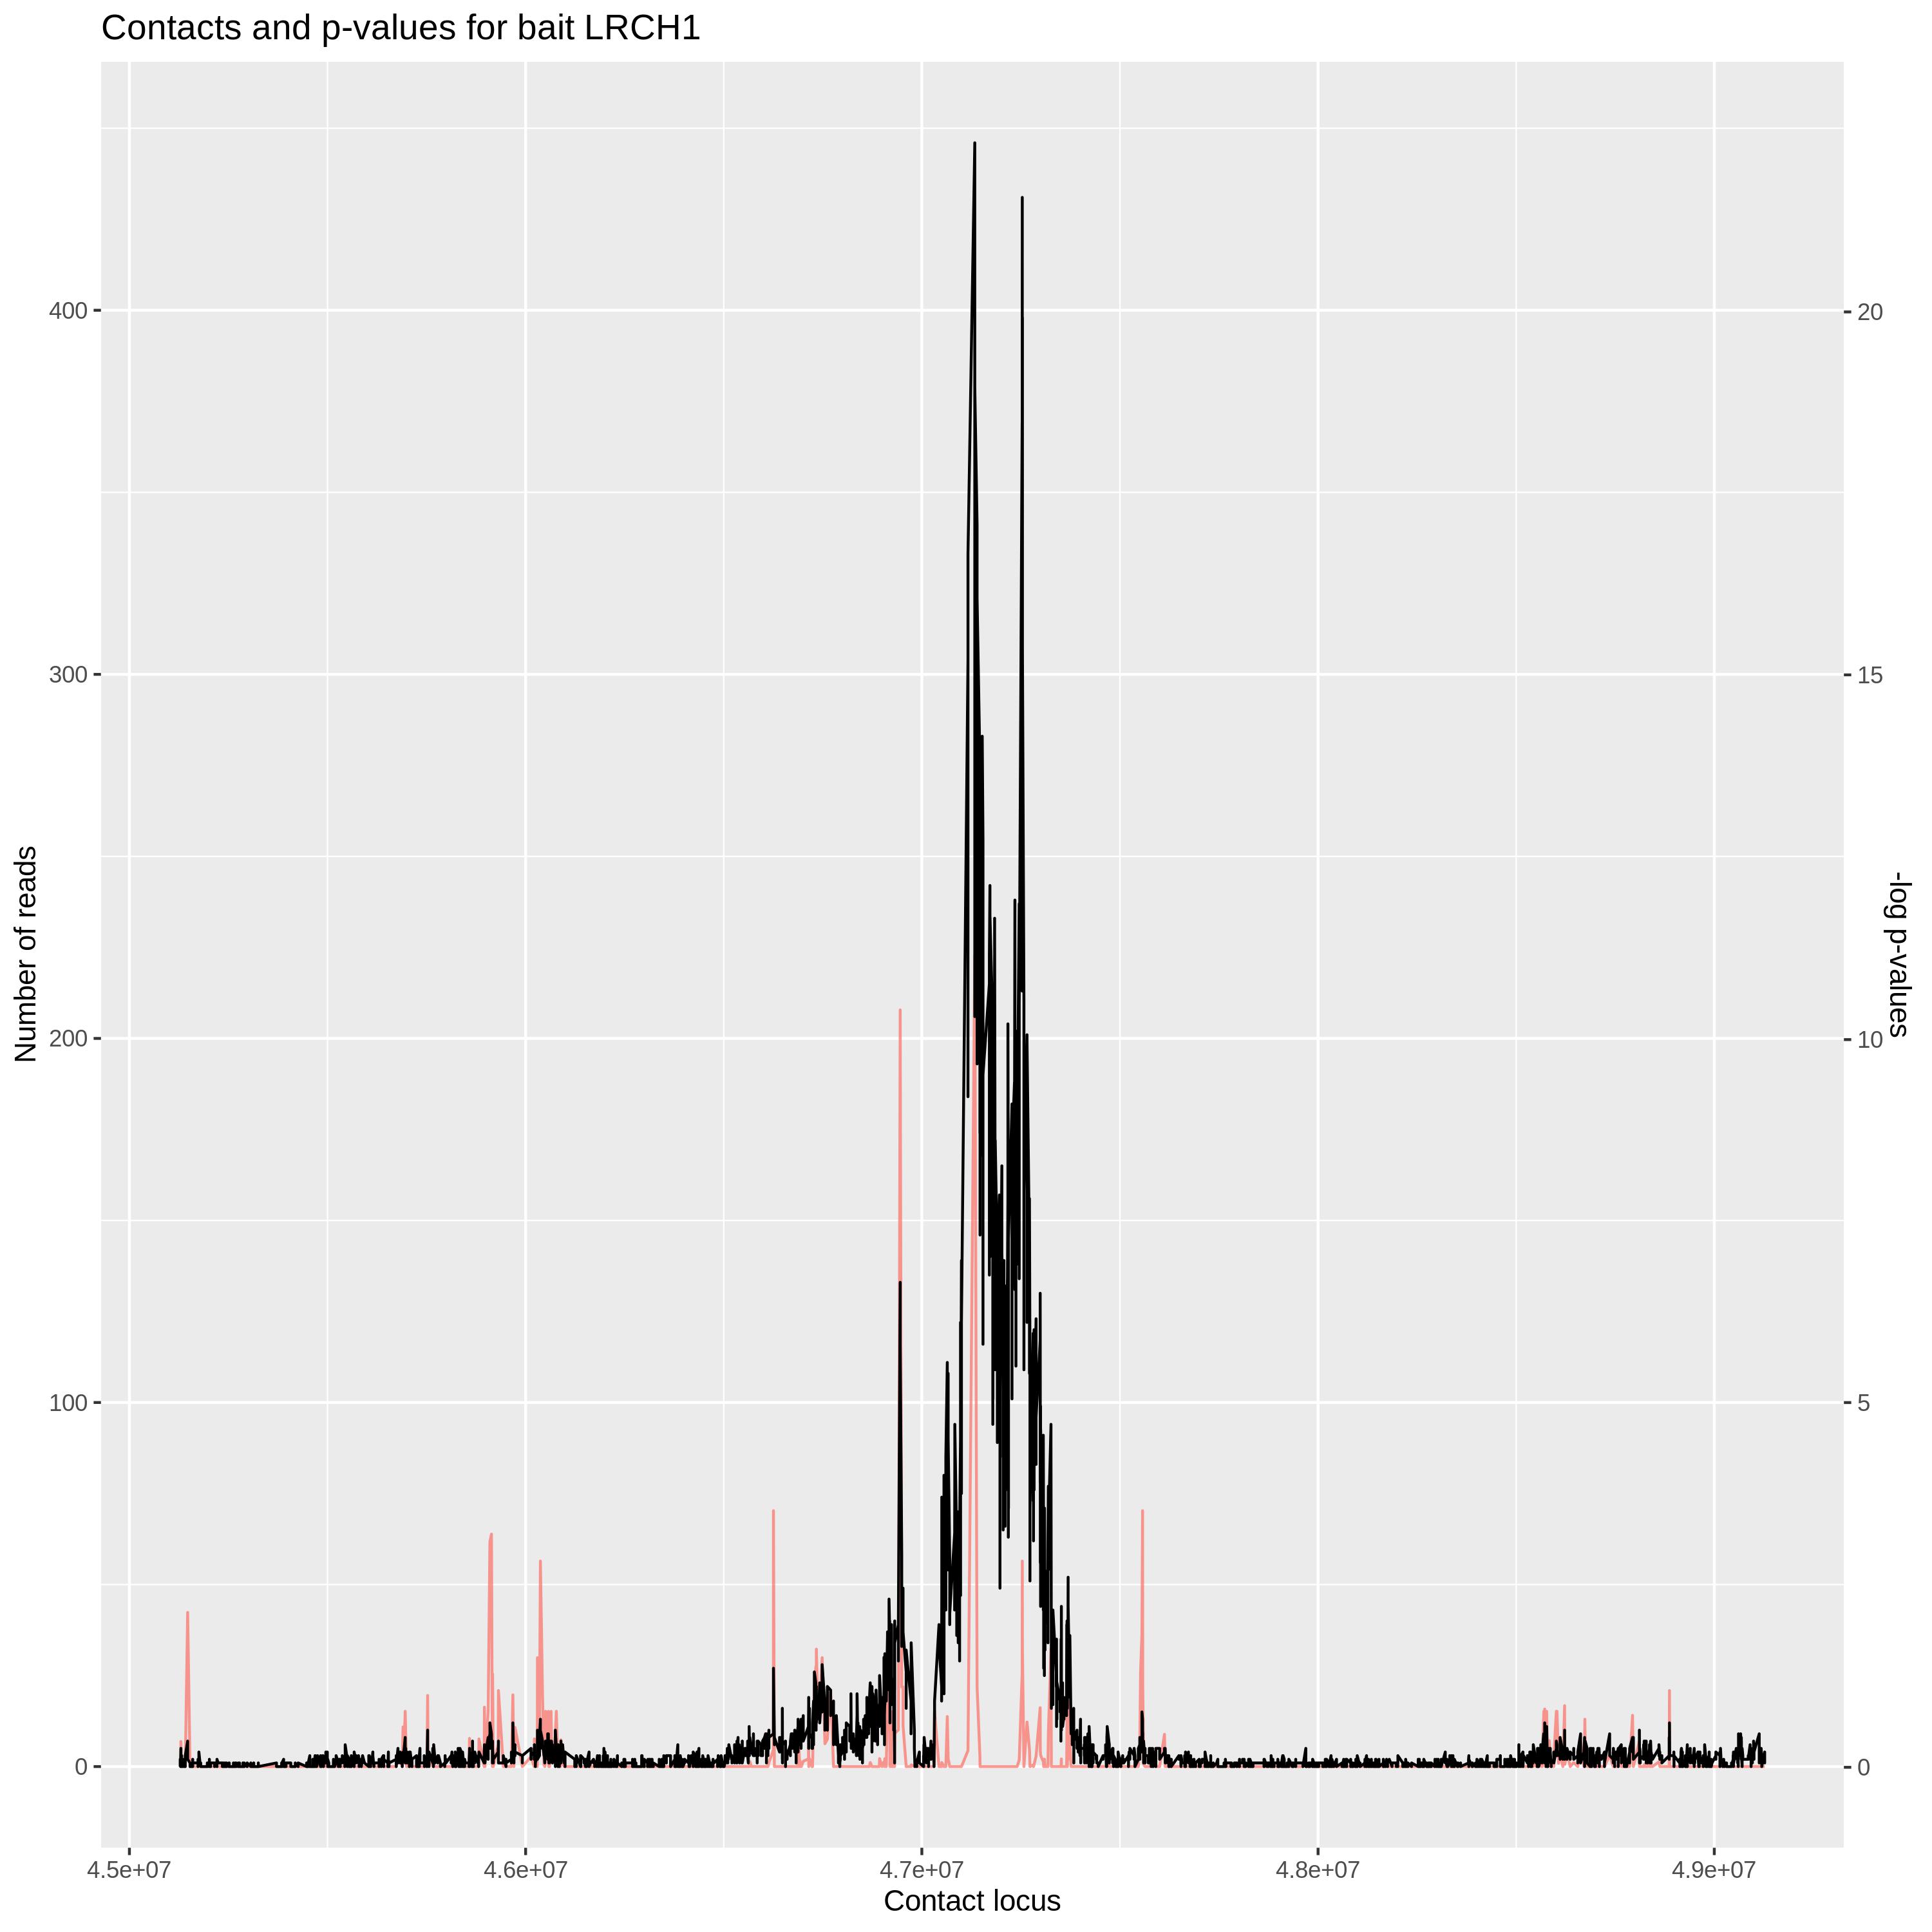 Contacts and p-values for bait LRCH1
400
300
200
100
0
Number of reads
20
15
10
5
0
-log p-values
4.5e+07
4.6e+07
4.7e+07
4.8e+07
4.9e+07
Contact locus